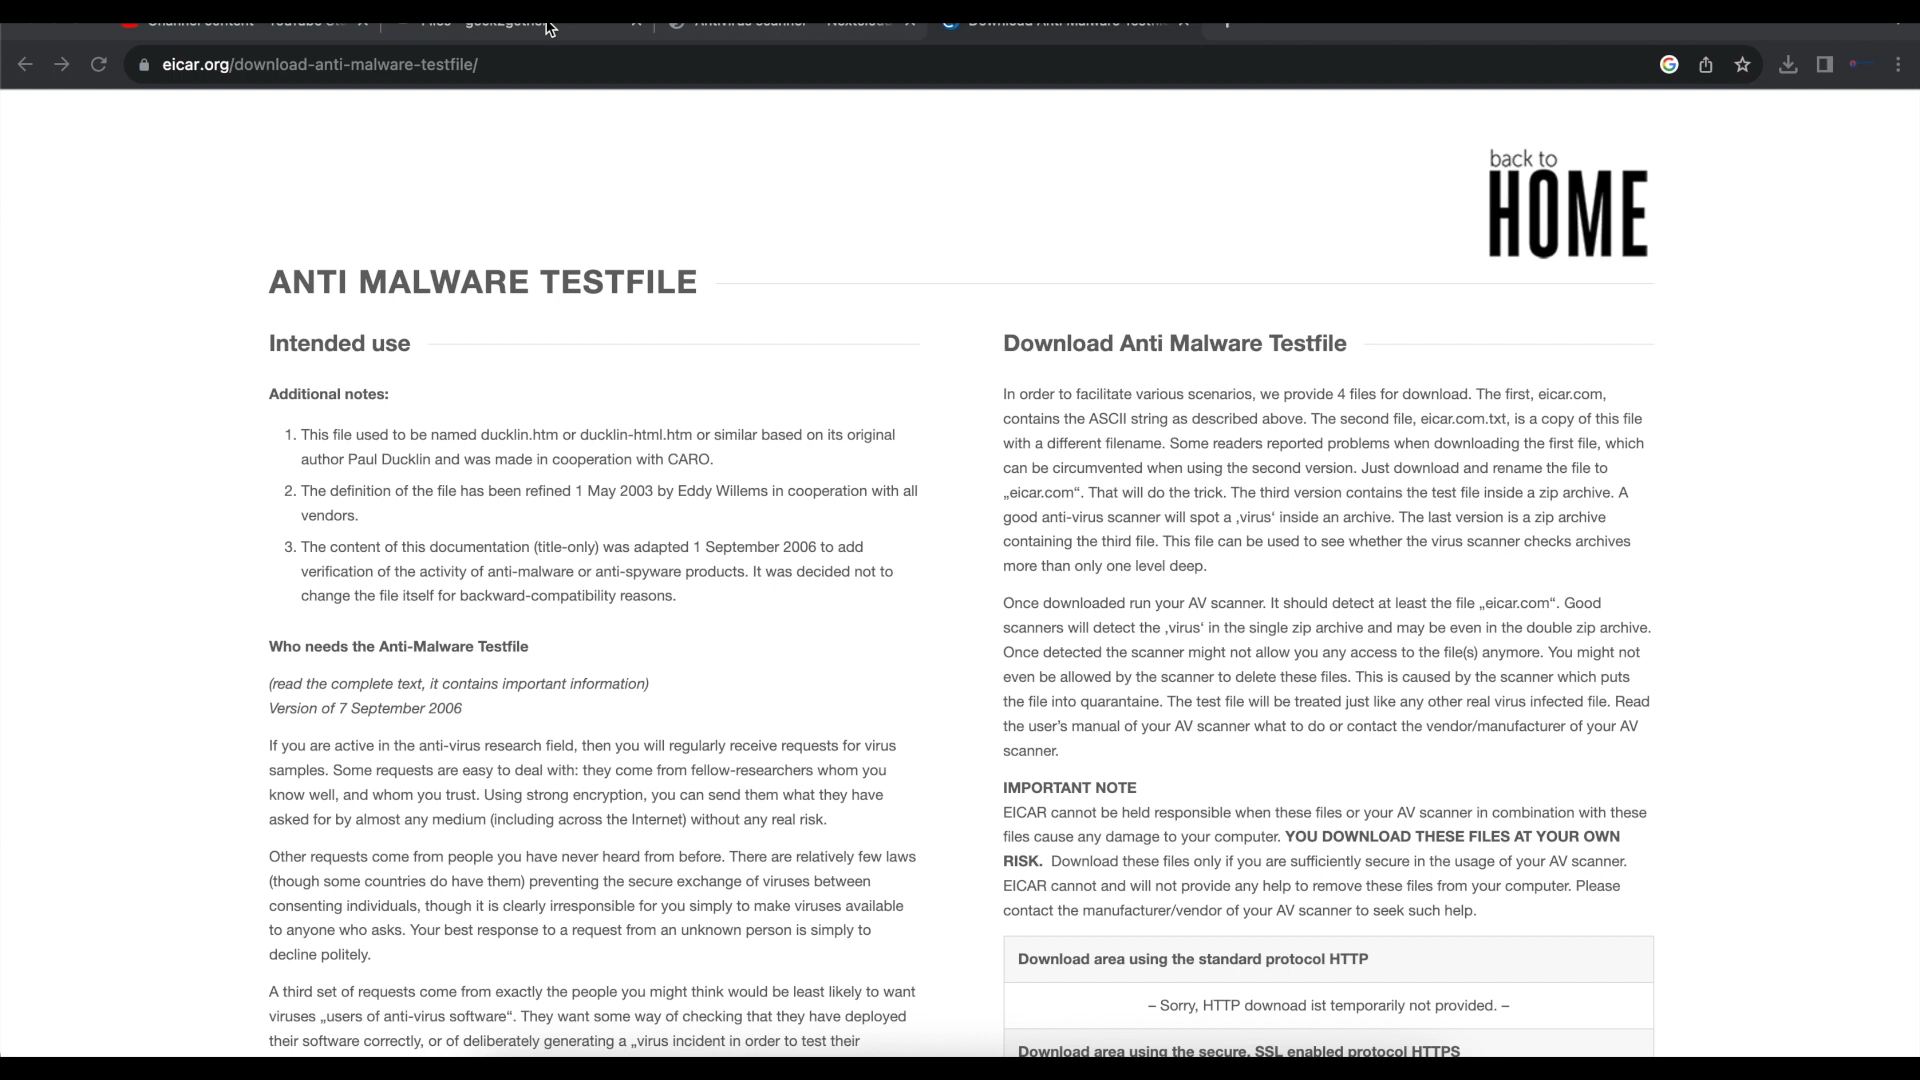 eicar.org/download-anti-malware-testfile/
back to
HOME
ANTI MALWARE TESTFILE
Intended use
Additional notes:
1. This file used to be named ducklin.htm or ducklin-html.htm or similar based on its original
author Paul Ducklin and was made in cooperation with CARO.
2. The definition of the file has been refined 1 May 2003 by Eddy Willems in cooperation with all
vendors.
3. The content of this documentation (title-only) was adapted 1 September 2006 to add
verification of the activity of anti-malware or anti-spyware products. It was decided not to
change the file itself for backward-compatibility reasons.
Who needs the Anti-Malware Testfile
(read the complete text, it contains important information)
Version of 7 September 2006
If you are active in the anti-virus research field, then you will regularly receive requests for virus
samples. Some requests are easy to deal with: they come from fellow-researchers whom you
know well, and whom you trust. Using strong encryption, you can send them what they have
asked for by almost any medium (including across the Internet) without any real risk.
Other requests come from people you have never heard from before. There are relatively few laws
(though some countries do have them) preventing the secure exchange of viruses between
consenting individuals, though it is clearly irresponsible for you simply to make viruses available
to anyone who asks. Your best response to a request from an unknown person is simply to
decline politely.
A third set of requests come from exactly the people you might think would be least likely to want
viruses „users of anti-virus software“. They want some way of checking that they have deployed
their software correctly, or of deliberately generating a „virus incident in order to test their
Download Anti Malware Testfile
In order to facilitate various scenarios, we provide 4 files for download. The first, eicar.com,
contains the ASCII string as described above. The second file, eicar.com.txt, is a copy of this file
with a different filename. Some readers reported problems when downloading the first file, which
can be circumvented when using the second version. Just download and rename the file to
„eicar.com“. That will do the trick. The third version contains the test file inside a zip archive. A
good anti-virus scanner will spot a ‚virus‘ inside an archive. The last version is a zip archive
containing the third file. This file can be used to see whether the virus scanner checks archives
more than only one level deep.
Once downloaded run your AV scanner. It should detect at least the file „eicar.com“. Good
scanners will detect the ‚virus‘ in the single zip archive and may be even in the double zip archive.
Once detected the scanner might not allow you any access to the file(s) anymore. You might not
even be allowed by the scanner to delete these files. This is caused by the scanner which puts
the file into quarantaine. The test file will be treated just like any other real virus infected file. Read
the user’s manual of your AV scanner what to do or contact the vendor/manufacturer of your AV
scanner.
IMPORTANT NOTE
EICAR cannot be held responsible when these files or your AV scanner in combination with these
files cause any damage to your computer. YOU DOWNLOAD THESE FILES AT YOUR OWN
RISK. Download these files only if you are sufficiently secure in the usage of your AV scanner.
EICAR cannot and will not provide any help to remove these files from your computer. Please
contact the manufacturer/vendor of your AV scanner to seek such help.
Download area using the standard protocol HTTP
– Sorry, HTTP downoad ist temporarily not provided. –
Download area using the secure, SSL enabled protocol HTTPS